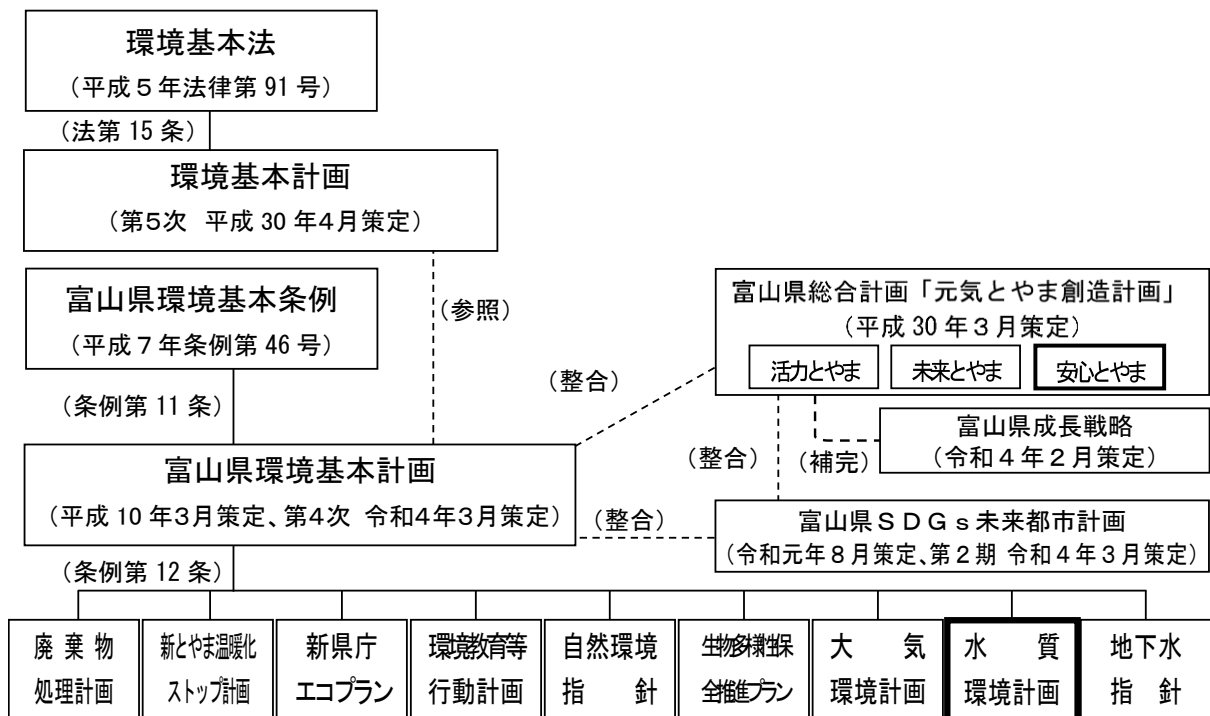 環境基本法
（平成５年法律第 91 号）
（法第 15 条）
環境基本計画
（第５次 平成 30 年４月策定）
富山県環境基本条例
（平成７年条例第 46 号）
（参照）
富山県総合計画「元気とやま創造計画」
（平成 30 年３月策定）
活力とやま
未来とやま
安心とやま
（整合）
（条例第 11 条）
富山県成長戦略
（令和４年２月策定）
（整合）
（補完）
富山県環境基本計画
（平成 10 年３月策定、第４次 令和４年３月策定）
（整合）
富山県ＳＤＧｓ未来都市計画
（令和元年８月策定、第２期 令和４年３月策定）
（条例第 12 条）
廃棄物
処理計画
新とやま温暖化
ストップ計画
新県庁
エコプラン
環境教育等
行動計画
自然環境
指針
生物多様性保
全推進プラン
大気
環境計画
水質
環境計画
地下水
指針